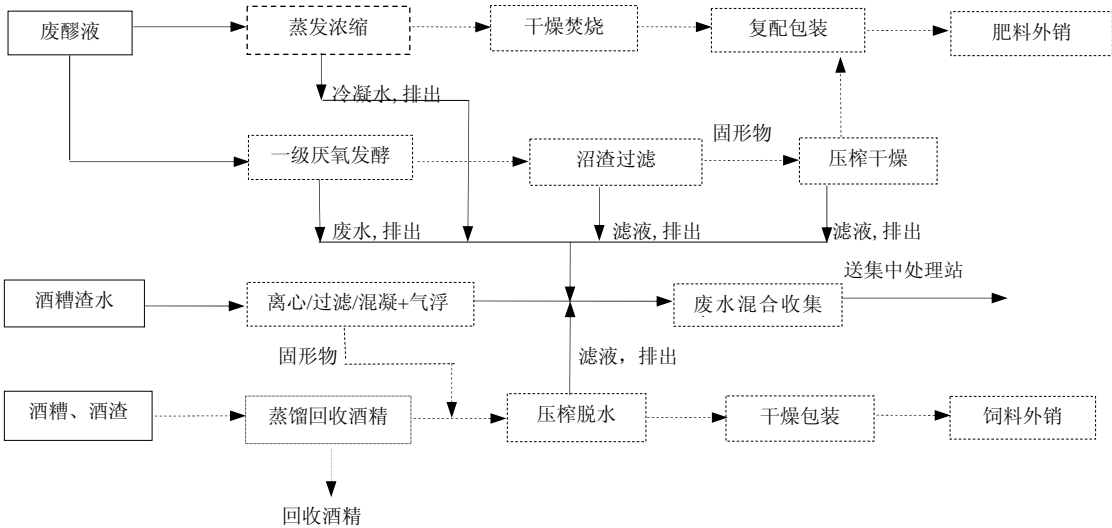 废醪液
蒸发浓缩
干燥焚烧
复配包装
肥料外销
冷凝水,排出
固形物
一级厌氧发酵
沼渣过滤
压榨干燥
废水,排出
滤液,排出
滤液,排出
送集中处理站
酒糟渣水
离心/过滤/混凝+气浮
废水混合收集
固形物
滤液，排出
酒糟、酒渣
蒸馏回收酒精
压榨脱水
干燥包装
饲料外销
回收酒精